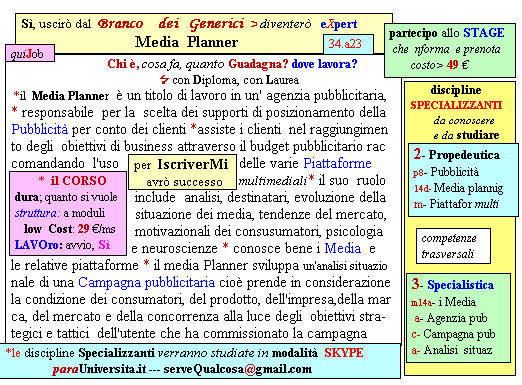 Sì, uscirò dal Branco dei Generici > diventerò eXpert
Media Planner
34.a23
quiJob
partecipo allo STAGE
che nforma e prenota
costo> 49 €
Chi è, cosa fa, quanto Guadagna? dove lavora?
con Diploma, con Laurea
*il Media Planner è un titolo di lavoro in un' agenzia pubblicitaria,
* responsabile per la scelta dei supporti di posizionamento della
Pubblicità per conto dei clienti *assiste i clienti nel raggiungimen
to degli obiettivi di business attraverso il budget pubblicitario rac
comandando l'uso
per IscriverMi
avrò successo
delle varie Piattaforme
multimediali* il suo ruolo
* il CORSO
dura; quanto si vuole
struttura: a moduli
low Cost: 29 €/ms
LAVOro: avvio, Sì
include analisi, destinatari, evoluzione della
situazione dei media, tendenze del mercato,
motivazionali dei consusumatori, psicologia
e neuroscienze * conosce bene i Media e
le relative piattaforme * il media Planner sviluppa un'analisi situazio
nale di una Campagna pubblicitaria cioè prende in considerazione
la condizione dei consumatori, del prodotto, dell'impresa,della mar
ca, del mercato e della concorrenza alla luce degli obiettivi stra-
tegici e tattici dell'utente che ha commissionato la campagna
discipline
SPECIALIZZANTI
da conoscere
e da studiare
2- Propedeutica
p8- Pubblicità
14d- Media plannig
m- Piattafor multi
competenze
trasversali
3- Specialistica
m14a- i Media
a- Agenzia pub
c- Campagna pub
a- Analisi situaz
*le discipline Specializzanti verranno studiate in modalità SKYPE
paraUniversita.it --- serveQualcosa@gmail.com